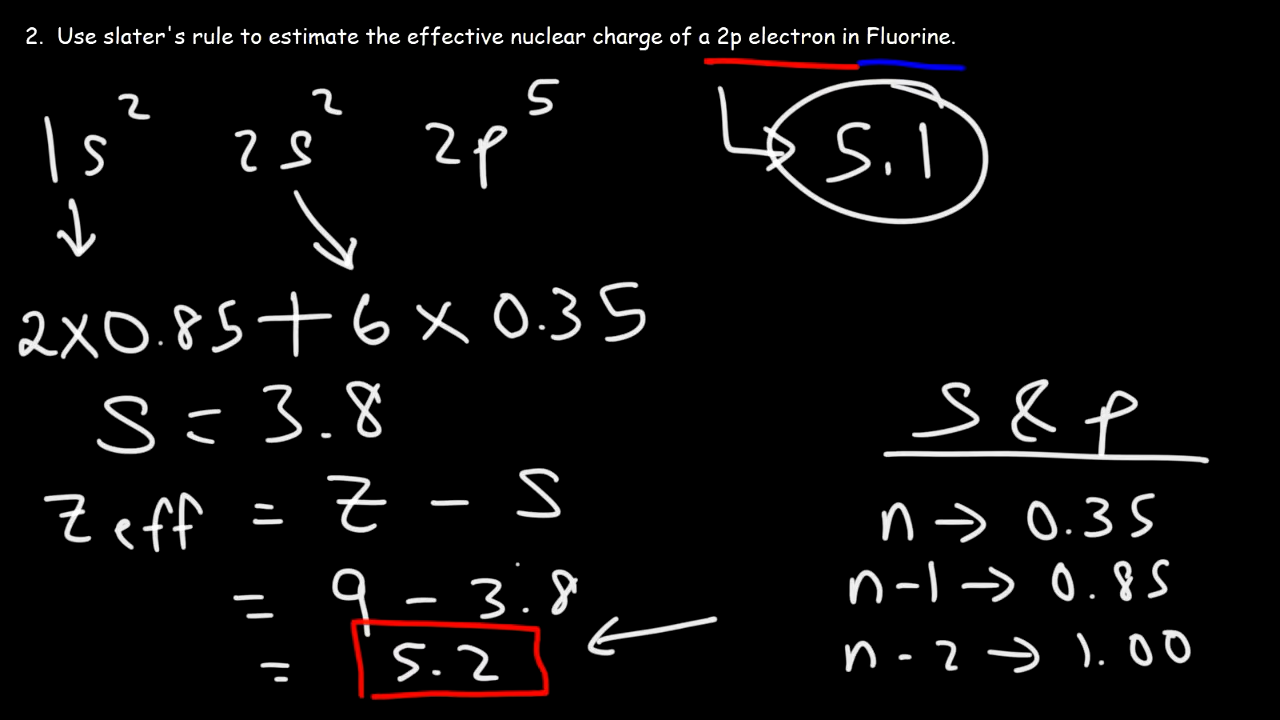 2. Use slater's rule to estimate the effective nuclear charge of a 2p electron in Fluorine.
1s² 2s² 2p⁵
5.1
2×0.85+6×0.35
S = 3.8
Zeff = Z - S
= 9 - 3.8
= 5.2
S & p
n → 0.35
n-1 → 0.85
n-2 → 1.00